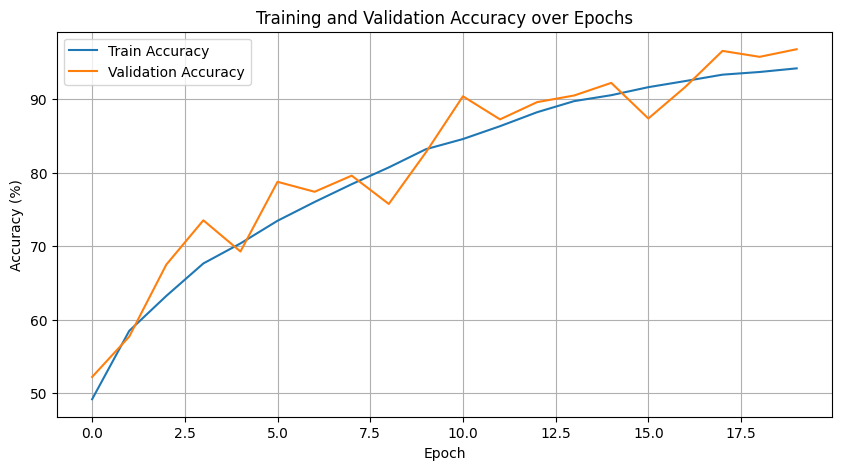 Training and Validation Accuracy over Epochs
Train Accuracy
Validation Accuracy
Accuracy (%)
90
80
70
60
50
0.0 2.5 5.0 7.5 10.0 12.5 15.0 17.5
Epoch